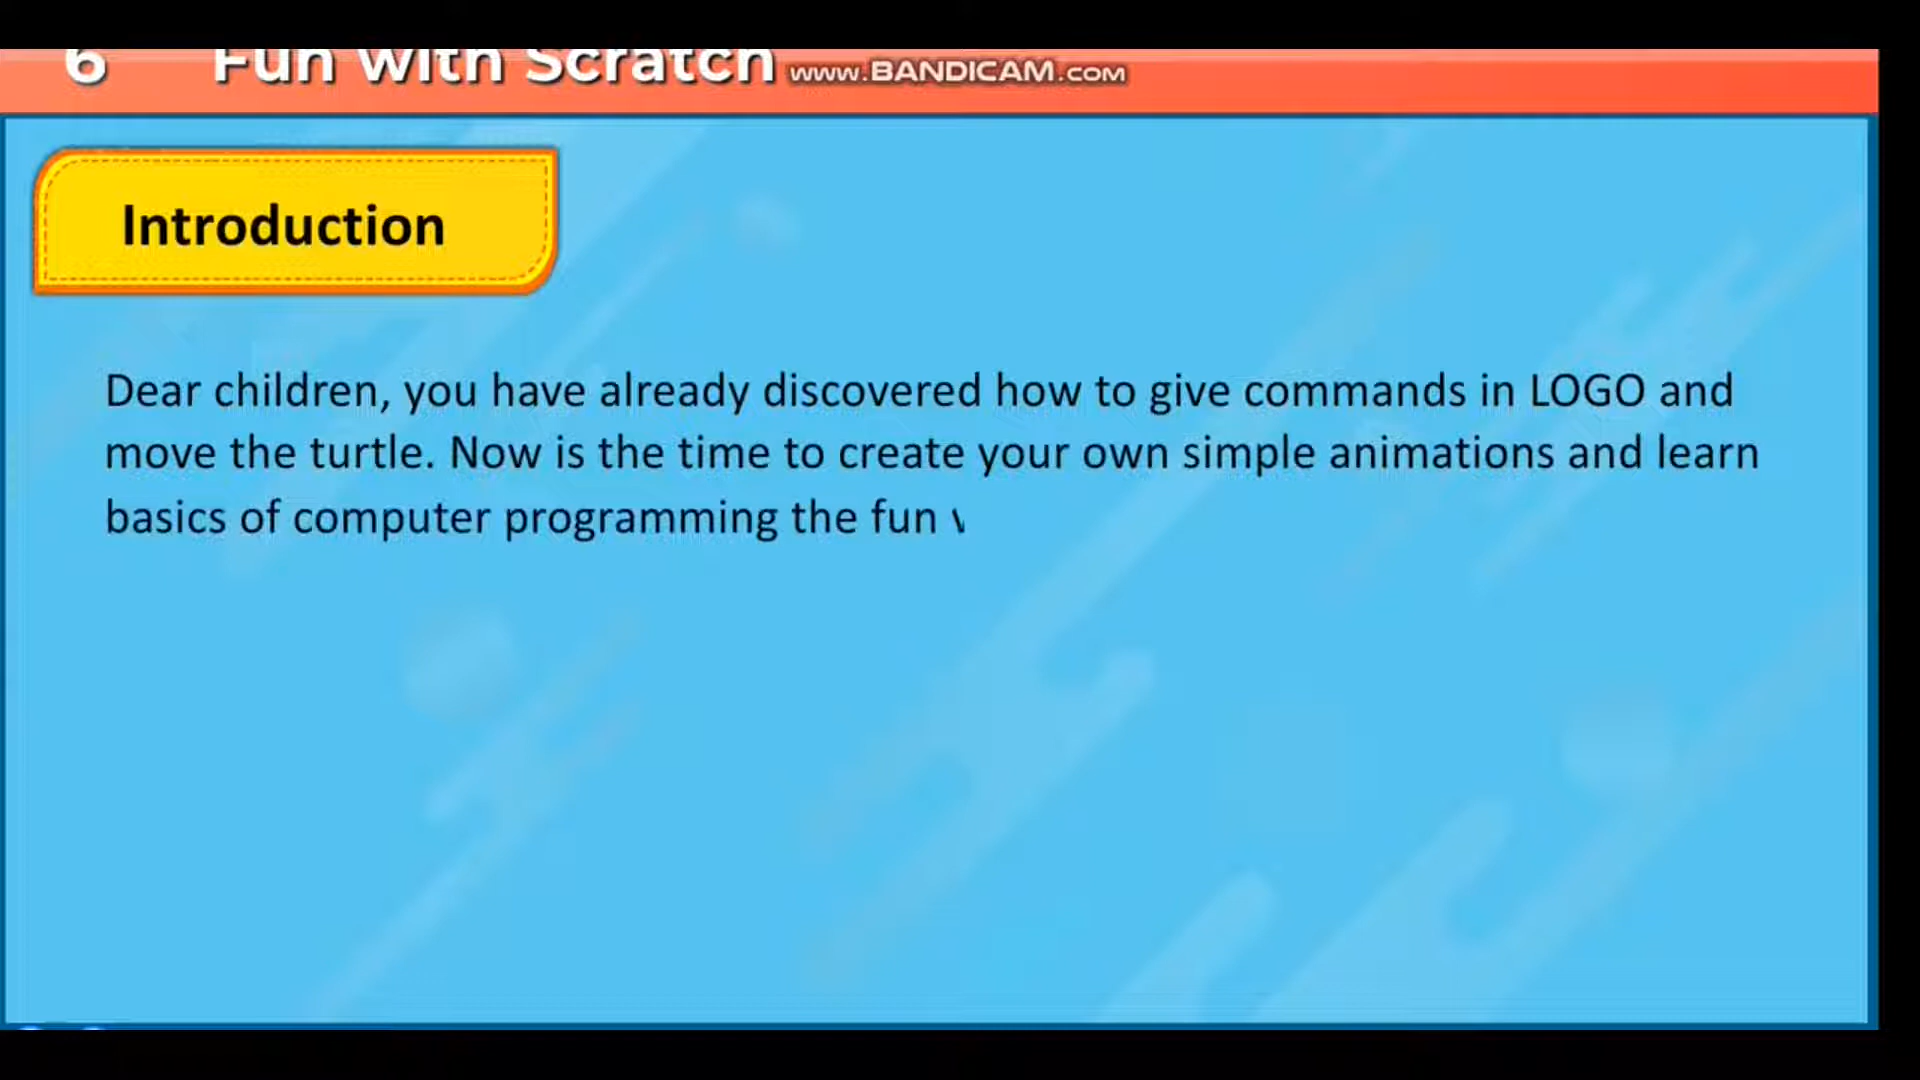 6 Fun with Scratch www.BANDICAM.com
Introduction
Dear children, you have already discovered how to give commands in LOGO and
move the turtle. Now is the time to create your own simple animations and learn
basics of computer programming the fun